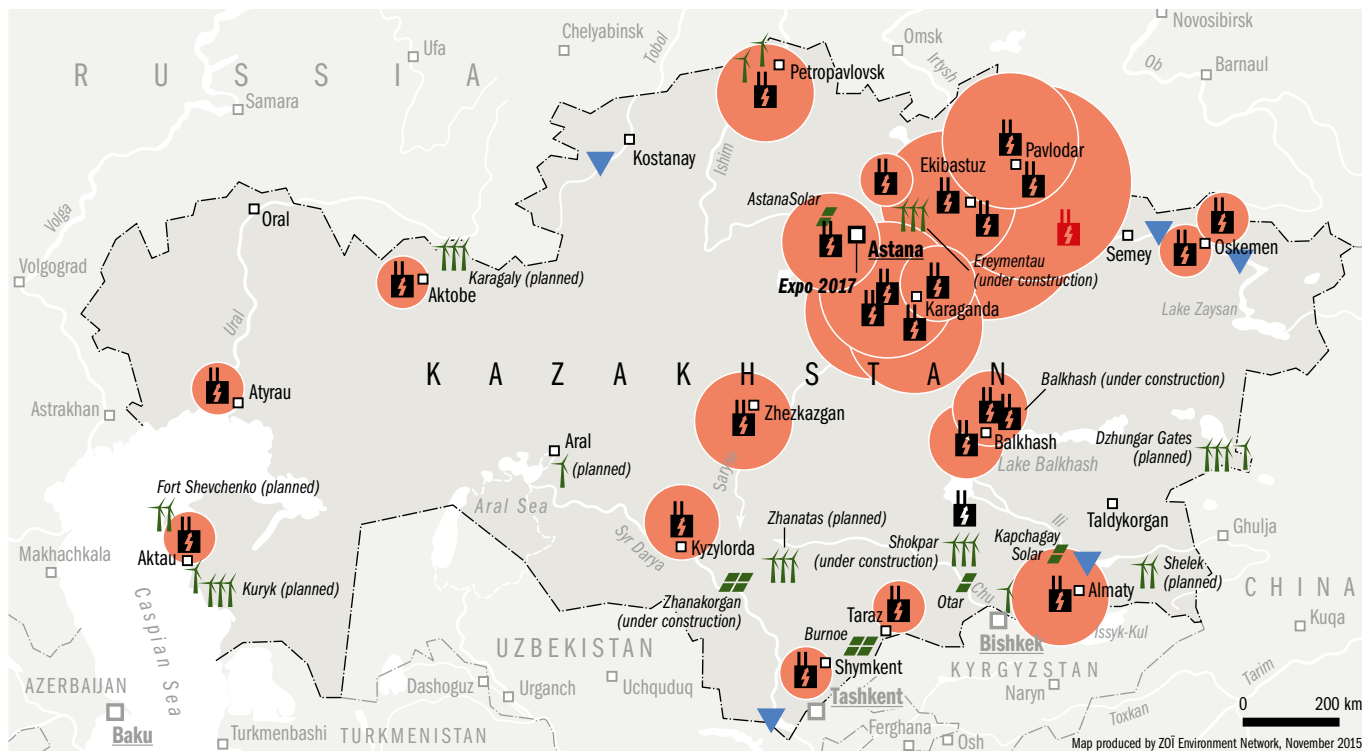 Novosibirsk
Chelyabinsk
Omsk
Ufa
Tobol
Irtysh
Ob
Barnaul
RUSSIA
Petropavlovsk
Samara
Kostanay
Ishim
Pavlodar
Ekibastuz
AstanaSolar
Volga
Oral
Astana
Semey
Oskemen
Ereymentau
(under construction)
Volgograd
Karagaly (planned)
Expo 2017
Aktobe
Karaganda
Lake Zaysan
Ural
KAZAKHSTAN
Balkhash (under construction)
Atyrau
Astrakhan
Zhezkazgan
Balkhash
Aral
(planned)
Sarysu
Lake Balkhash
Dzhungar Gates
(planned)
Fort Shevchenko (planned)
Aral Sea
Taldykorgan
Ili
Ghulja
Syr Darya
Zhanatas (planned)
Shokpar
(under construction)
Kapchagay
Solar
Kyzylorda
Makhachkala
Aktau
Shelek
(planned)
Kuryk (planned)
Zhanakorgan
(under construction)
Otar
Chu
Almaty
CHINA
Caspian Sea
Taraz
Burnoe
Bishkek
Issyk-Kul
Kuqa
UZBEKISTAN
Shymkent
KYRGYZSTAN
Naryn
Tarim
AZERBAIJAN
Dashoguz
Urganch
Uchquduq
Tashkent
Toxkan
0 200 km
Baku
Turkmenbashi
TURKMENISTAN
Ferghana
Osh
Map produced by ZOÏ Environment Network, November 2015